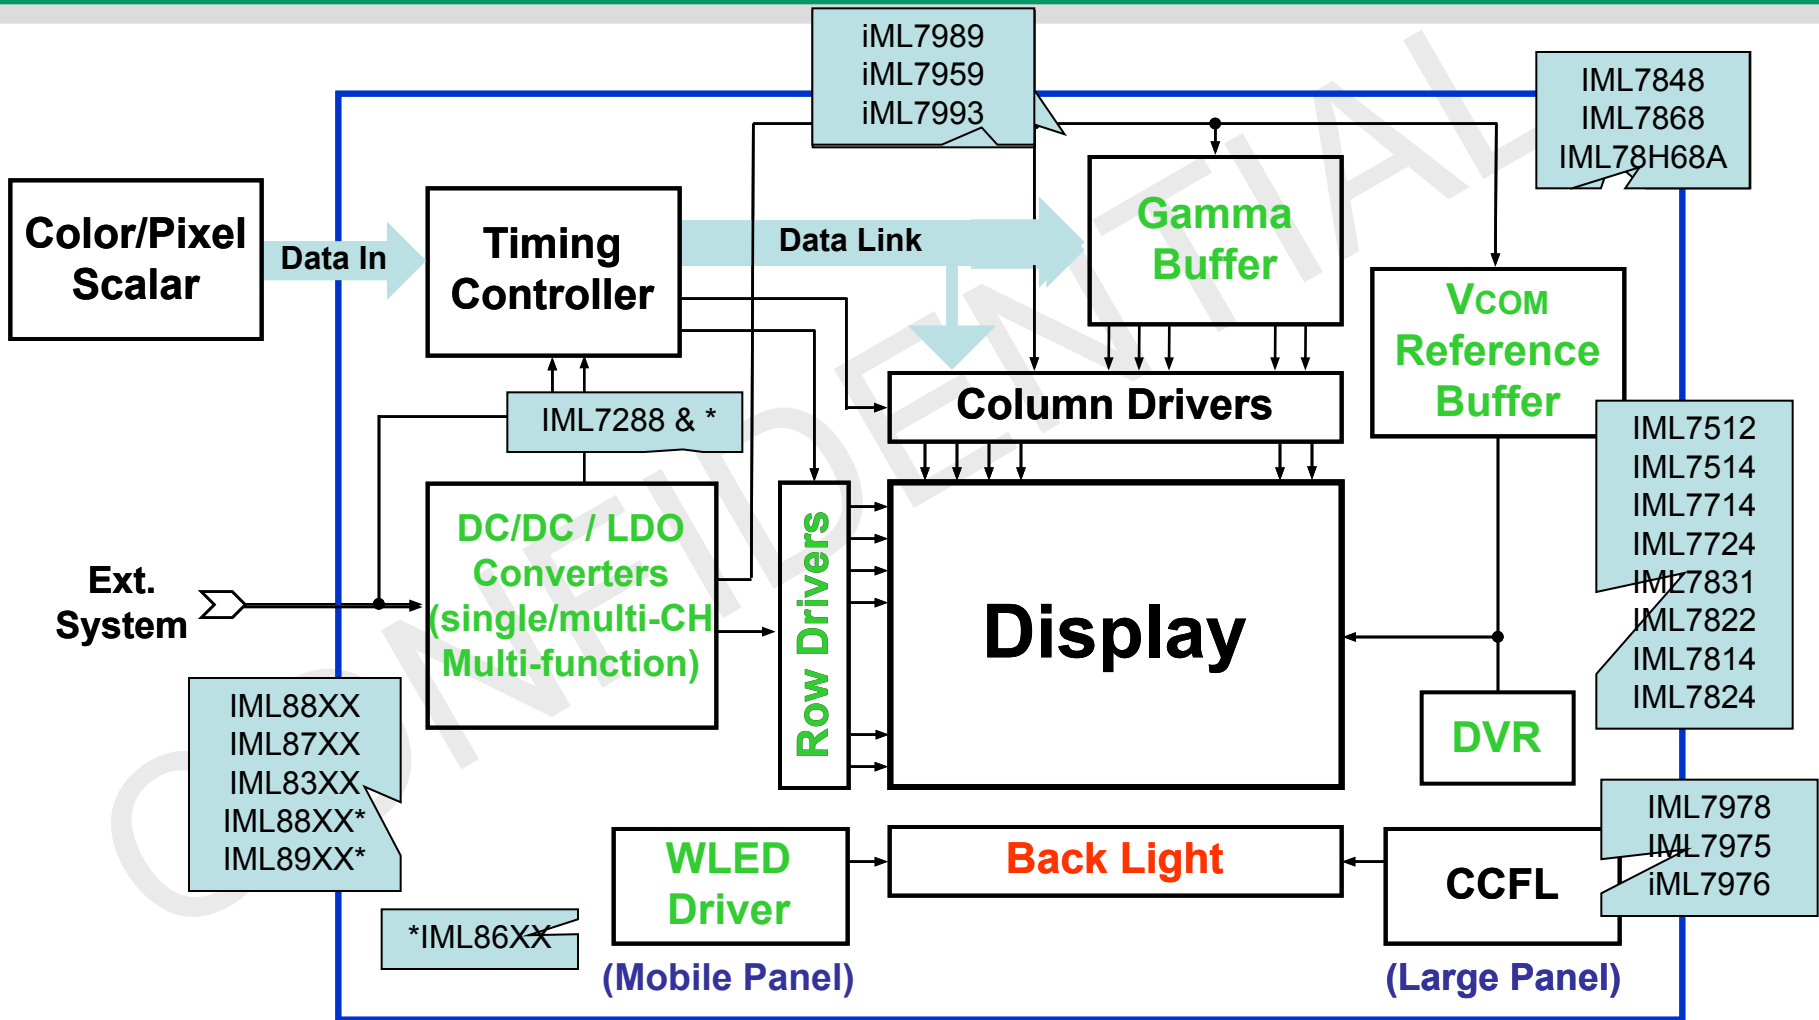 iML7989
iML7959
iML7993
IML7848
IML7868
IML78H68A
Color/Pixel
Scalar
Data In
Timing
Controller
Data Link
Gamma
Buffer
VCOM
Reference
Buffer
IML7288 & *
Column Drivers
IML7512
IML7514
IML7714
IML7724
IML7831
IML7822
IML7814
IML7824
DC/DC / LDO
Converters
(single/multi-CH
Multi-function)
Ext.
System
Row Drivers
Display
DVR
IML88XX
IML87XX
IML83XX
IML88XX*
IML89XX*
WLED
Driver
Back Light
CCFL
IML7978
IML7975
iML7976
*IML86XX
(Mobile Panel)
(Large Panel)
CONFIDENTIAL